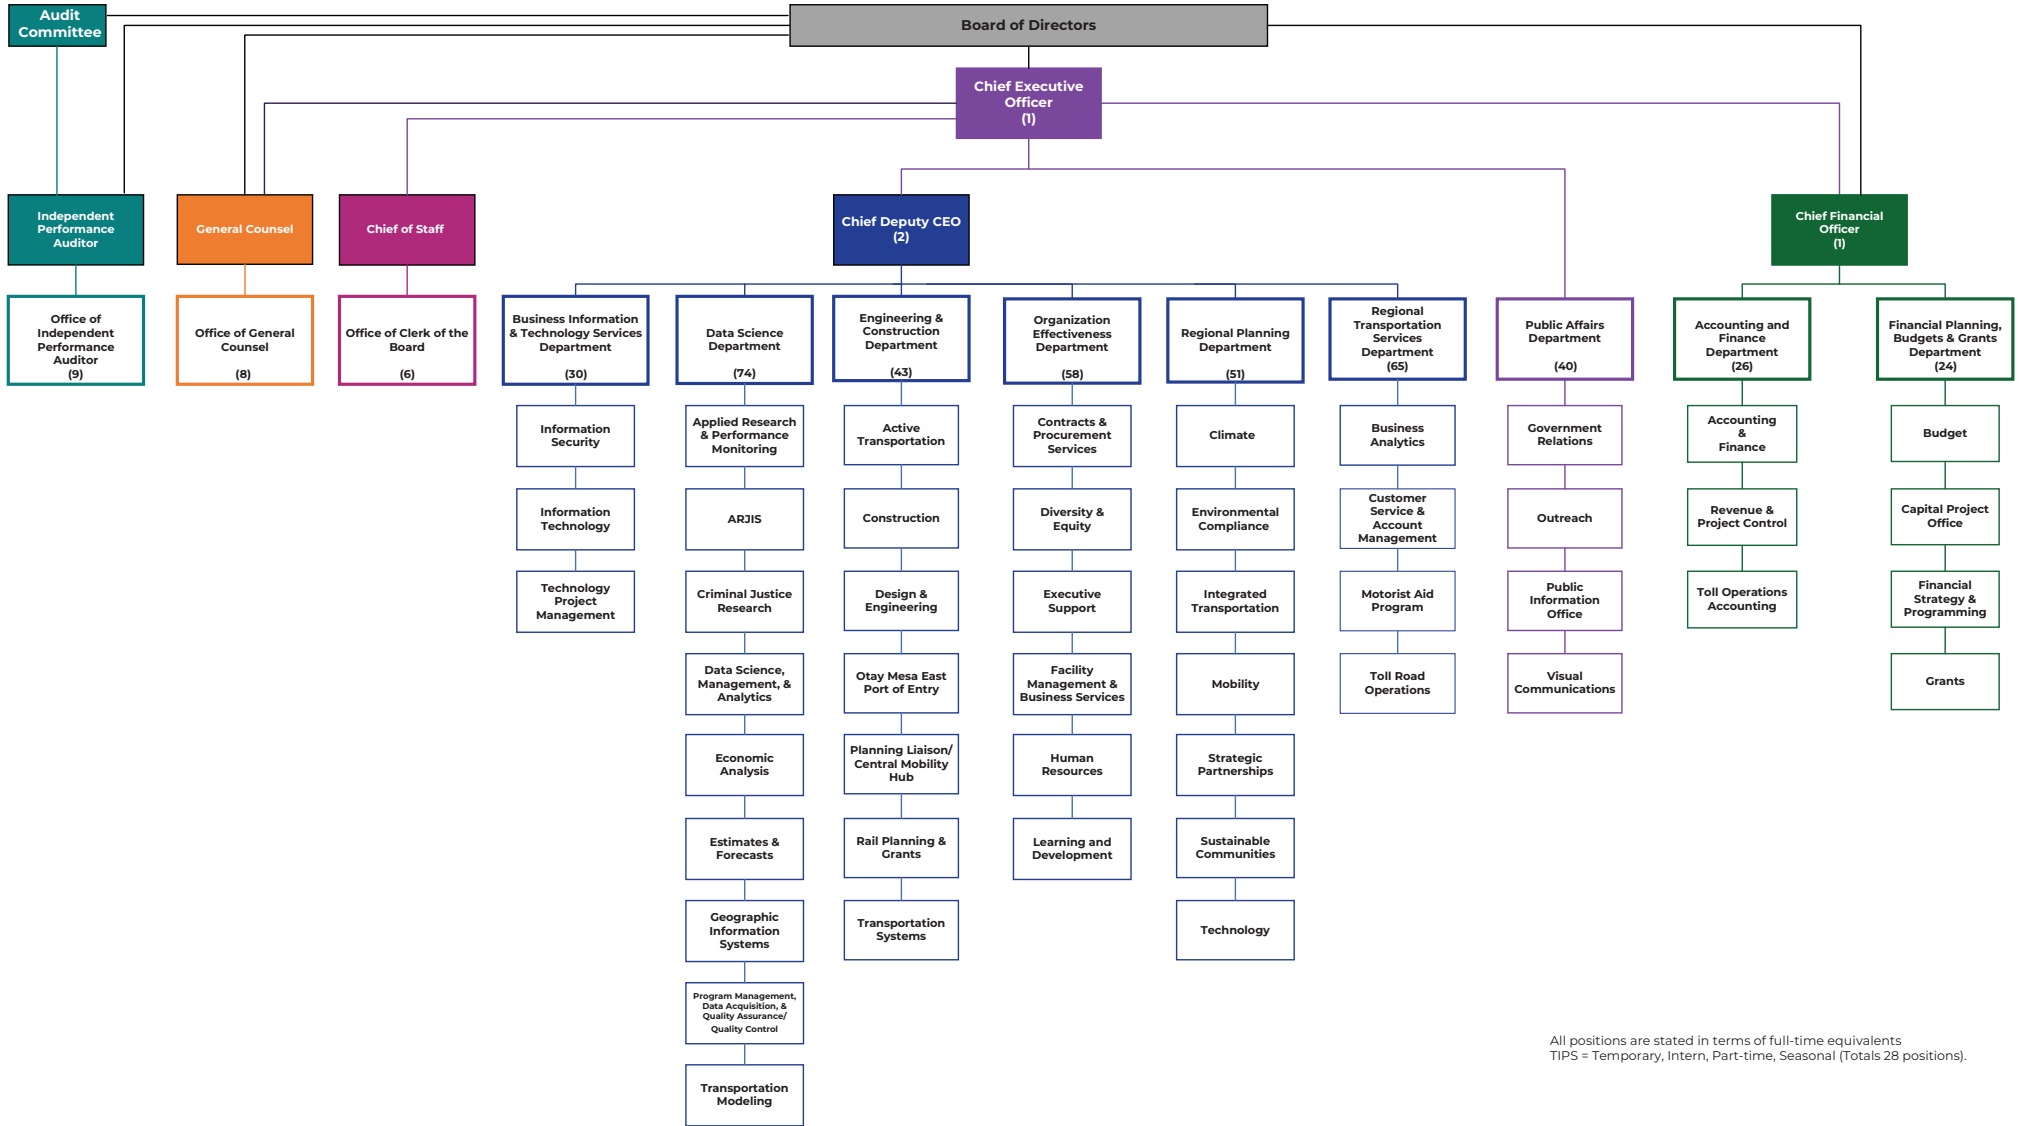 Audit
Committee
Board of Directors
Chief Executive
Officer
(1)
Independent
Performance
Auditor
General Counsel
Chief of Staff
Chief Deputy CEO
(2)
Chief Financial
Officer
(1)
Office of
Independent
Performance
Auditor
(9)
Office of General
Counsel
(8)
Office of Clerk of the
Board
(6)
Business Information
& Technology Services
Department
(30)
Data Science
Department
(74)
Engineering &
Construction
Department
(43)
Organization
Effectiveness
Department
(58)
Regional Planning
Department
(51)
Regional
Transportation
Services
Department
(65)
Public Affairs
Department
(40)
Accounting and
Finance
Department
(26)
Financial Planning,
Budgets & Grants
Department
(24)
Information
Security
Information
Technology
Technology
Project
Management
Applied Research
& Performance
Monitoring
ARJIS
Criminal Justice
Research
Data Science,
Management, &
Analytics
Economic
Analysis
Estimates &
Forecasts
Geographic
Information
Systems
Program Management,
Data Acquisition, &
Quality Assurance/
Quality Control
Transportation
Modeling
Active
Transportation
Construction
Design &
Engineering
Otay Mesa East
Port of Entry
Planning Liaison/
Central Mobility
Hub
Rail Planning &
Grants
Transportation
Systems
Contracts &
Procurement
Services
Diversity &
Equity
Executive
Support
Facility
Management &
Business Services
Human
Resources
Learning and
Development
Climate
Environmental
Compliance
Integrated
Transportation
Mobility
Strategic
Partnerships
Sustainable
Communities
Technology
Business
Analytics
Customer
Service &
Account
Management
Motorist Aid
Program
Toll Road
Operations
Government
Relations
Outreach
Public
Information
Office
Visual
Communications
Accounting
&
Finance
Revenue &
Project Control
Toll Operations
Accounting
Budget
Capital Project
Office
Financial
Strategy &
Programming
Grants
All positions are stated in terms of full-time equivalents
TIPS = Temporary, Intern, Part-time, Seasonal (Totals 28 positions).